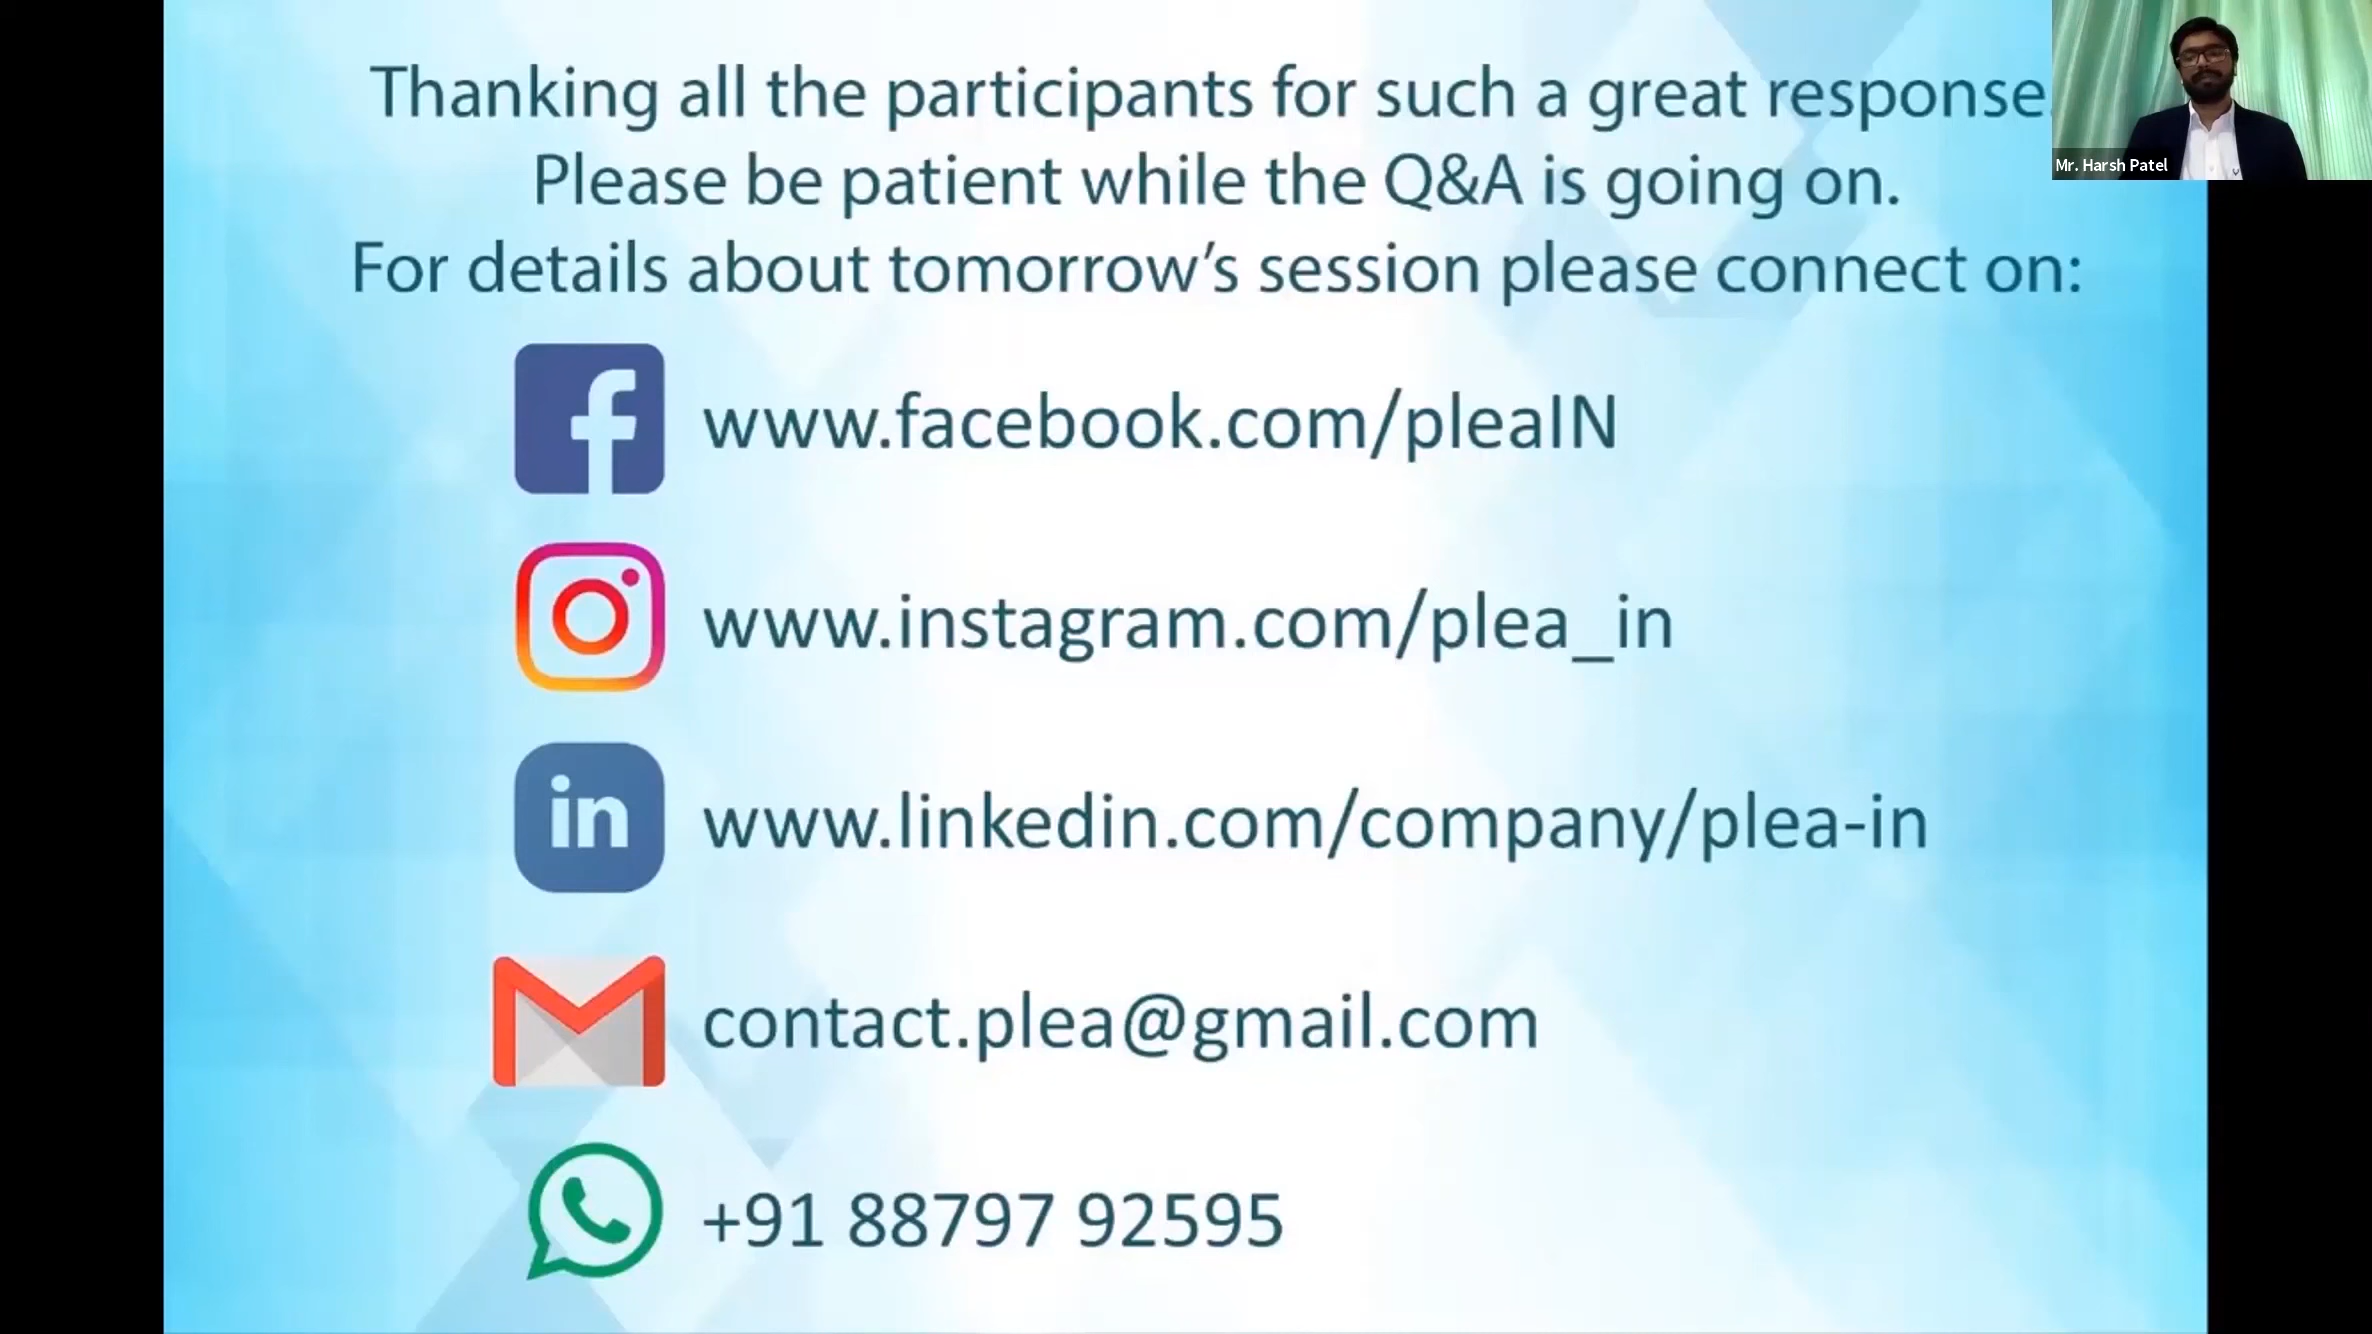 Thanking all the participants for such a great response.
Please be patient while the Q&A is going on.
For details about tomorrow’s session please connect on:
Mr. Harsh Patel
www.facebook.com/pleaIN
www.instagram.com/plea_in
in
www.linkedin.com/company/plea-in
contact.plea@gmail.com
+91 88797 92595